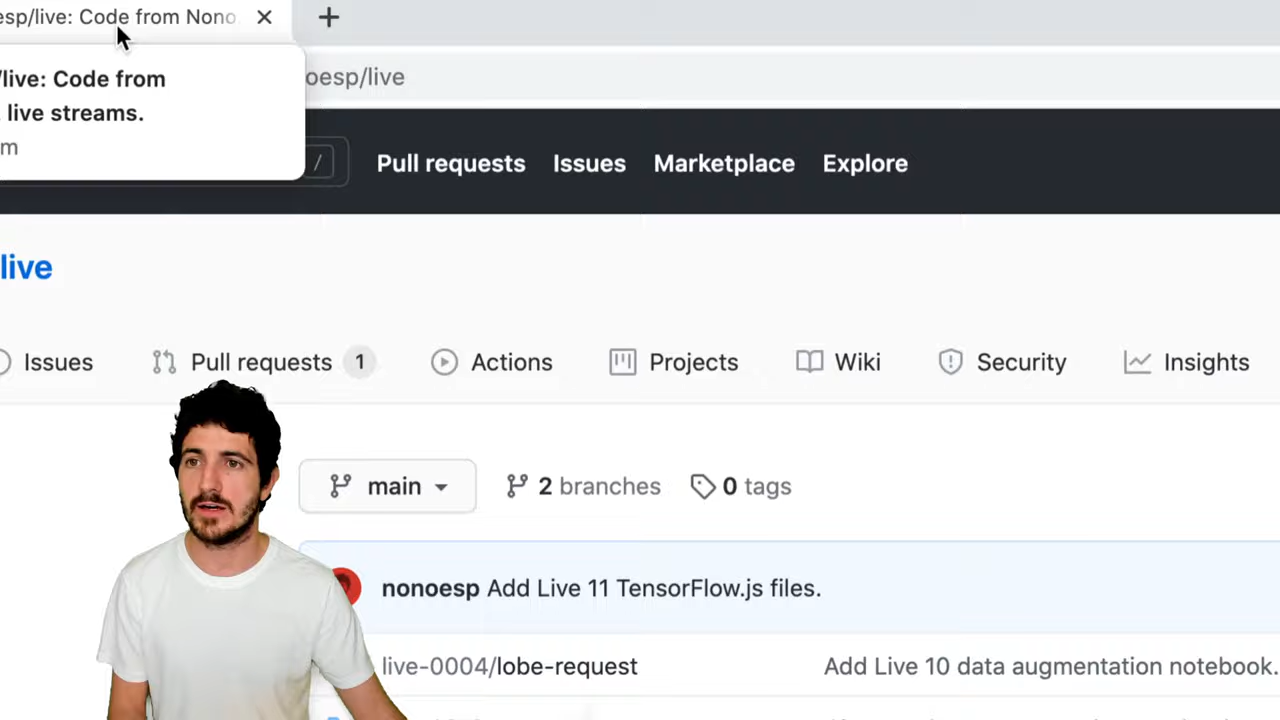 esp/live: Code from Nono
/live: Code from
live streams.
m
oesp/live
/
Pull requests Issues Marketplace Explore
live
Issues Pull requests 1 Actions Projects Wiki Security Insights
main 2 branches 0 tags
nonoesp Add Live 11 TensorFlow.js files.
live-0004/lobe-request Add Live 10 data augmentation notebook.